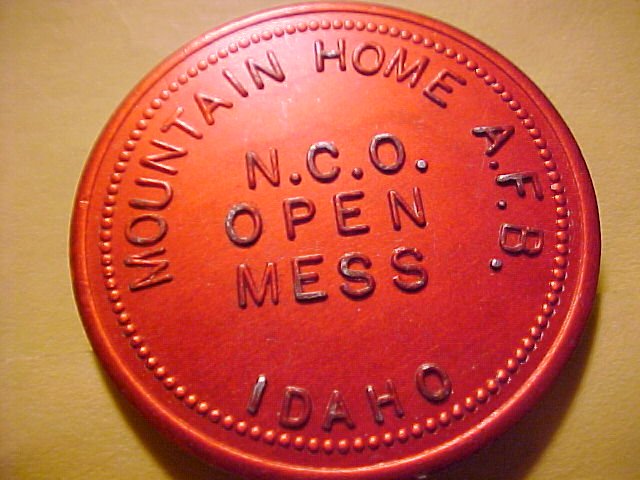 MOUNTAIN HOME A.F.B.
N.C.O.
OPEN
MESS
IDAHO